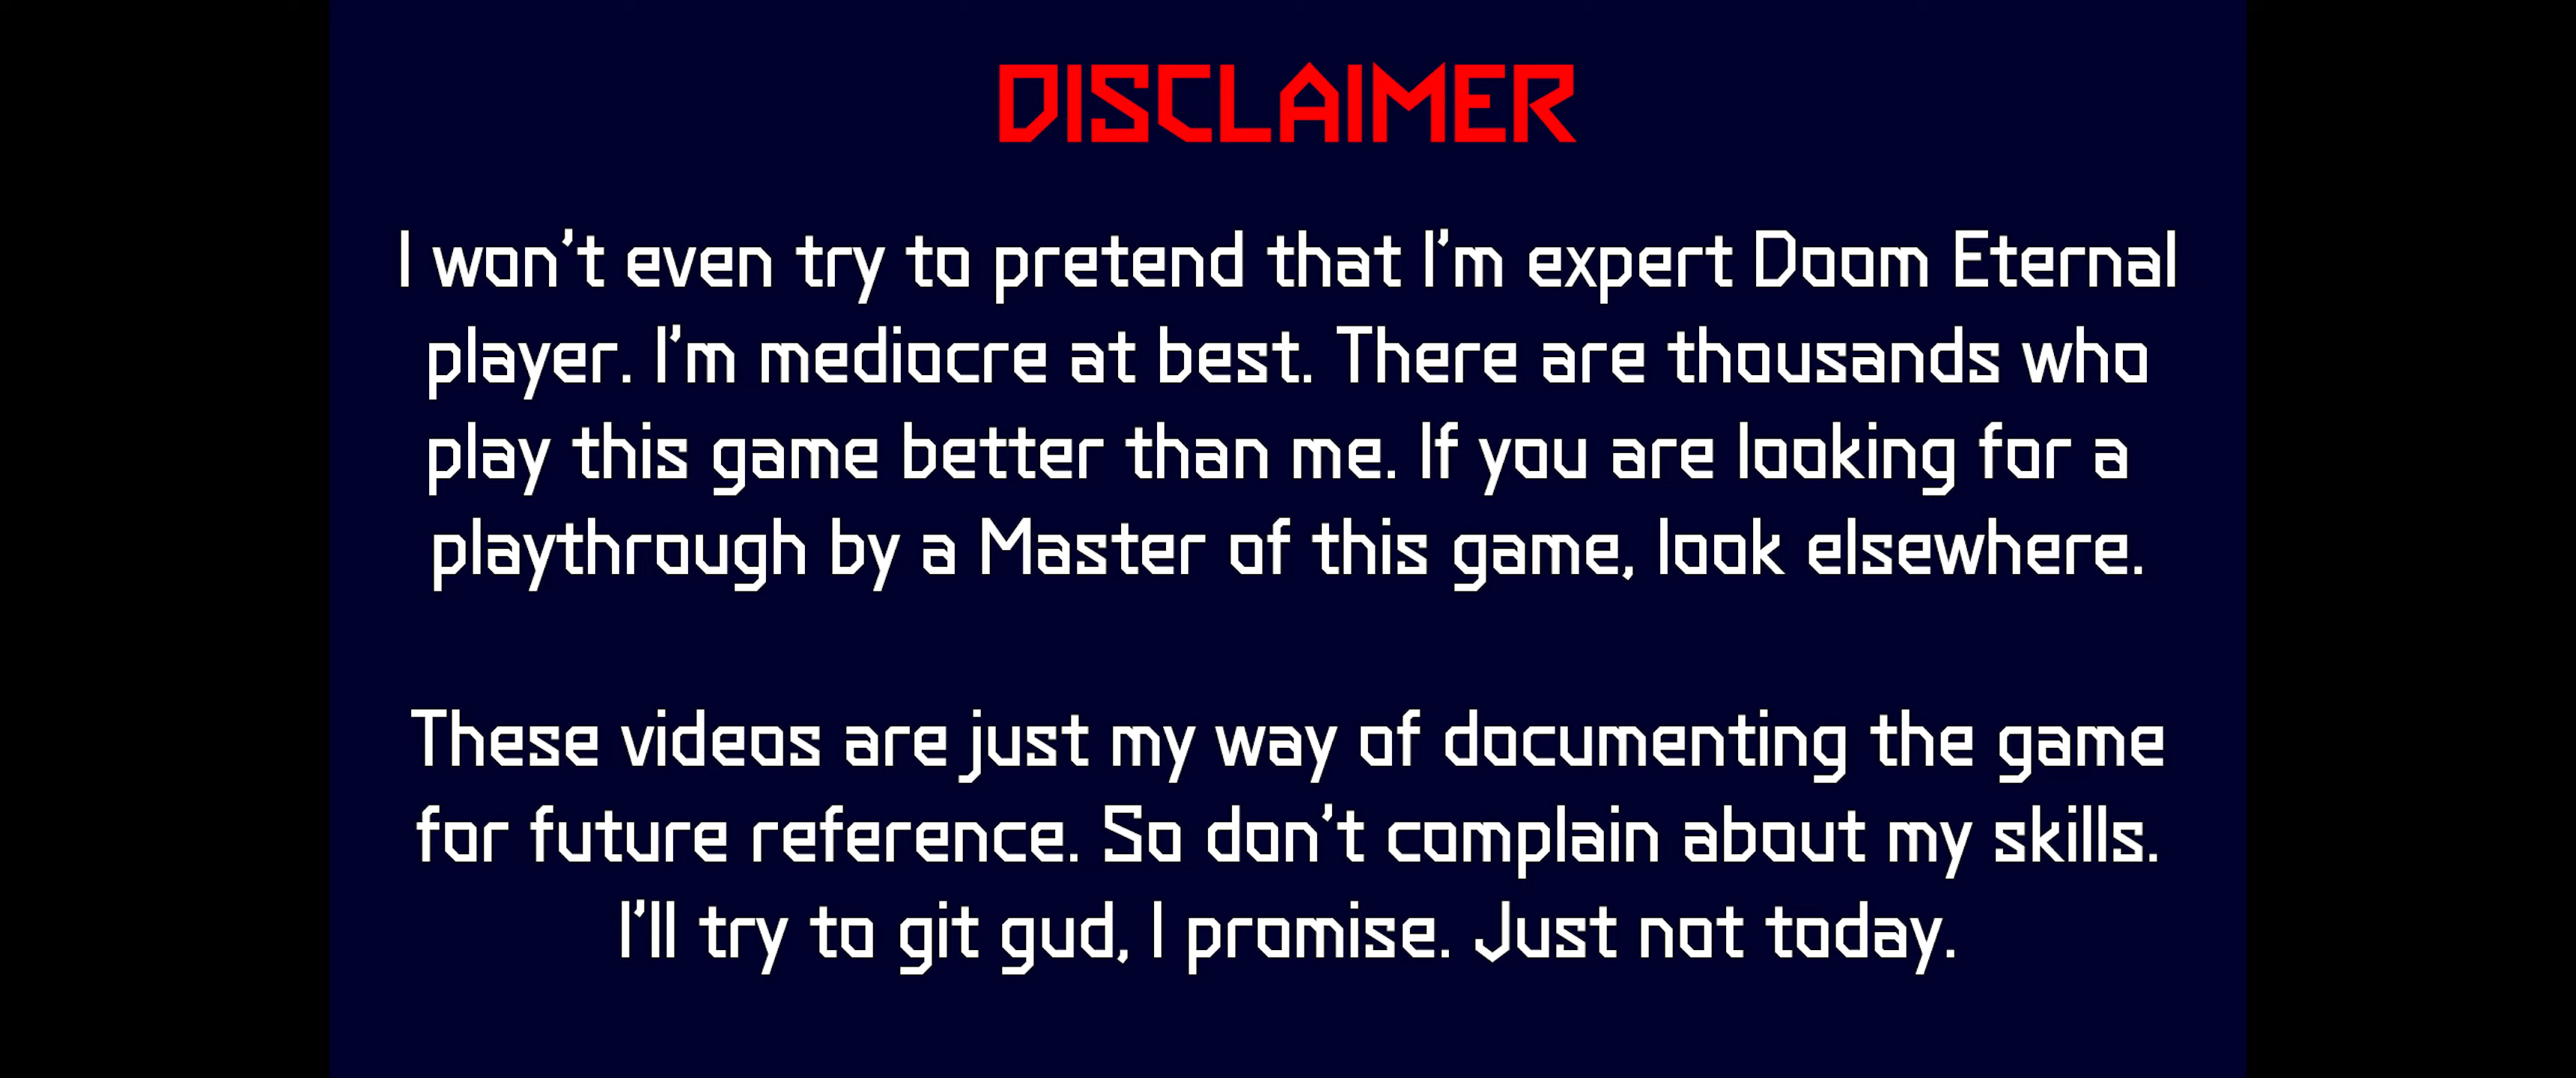 DISCLAIMER
I won't even try to pretend that I'm expert Doom Eternal
player. I'm mediocre at best. There are thousands who
play this game better than me. If you are looking for a
playthrough by a Master of this game, look elsewhere.
These videos are just my way of documenting the game
for future reference. So don't complain about my skills.
I'll try to git gud, I promise. Just not today.